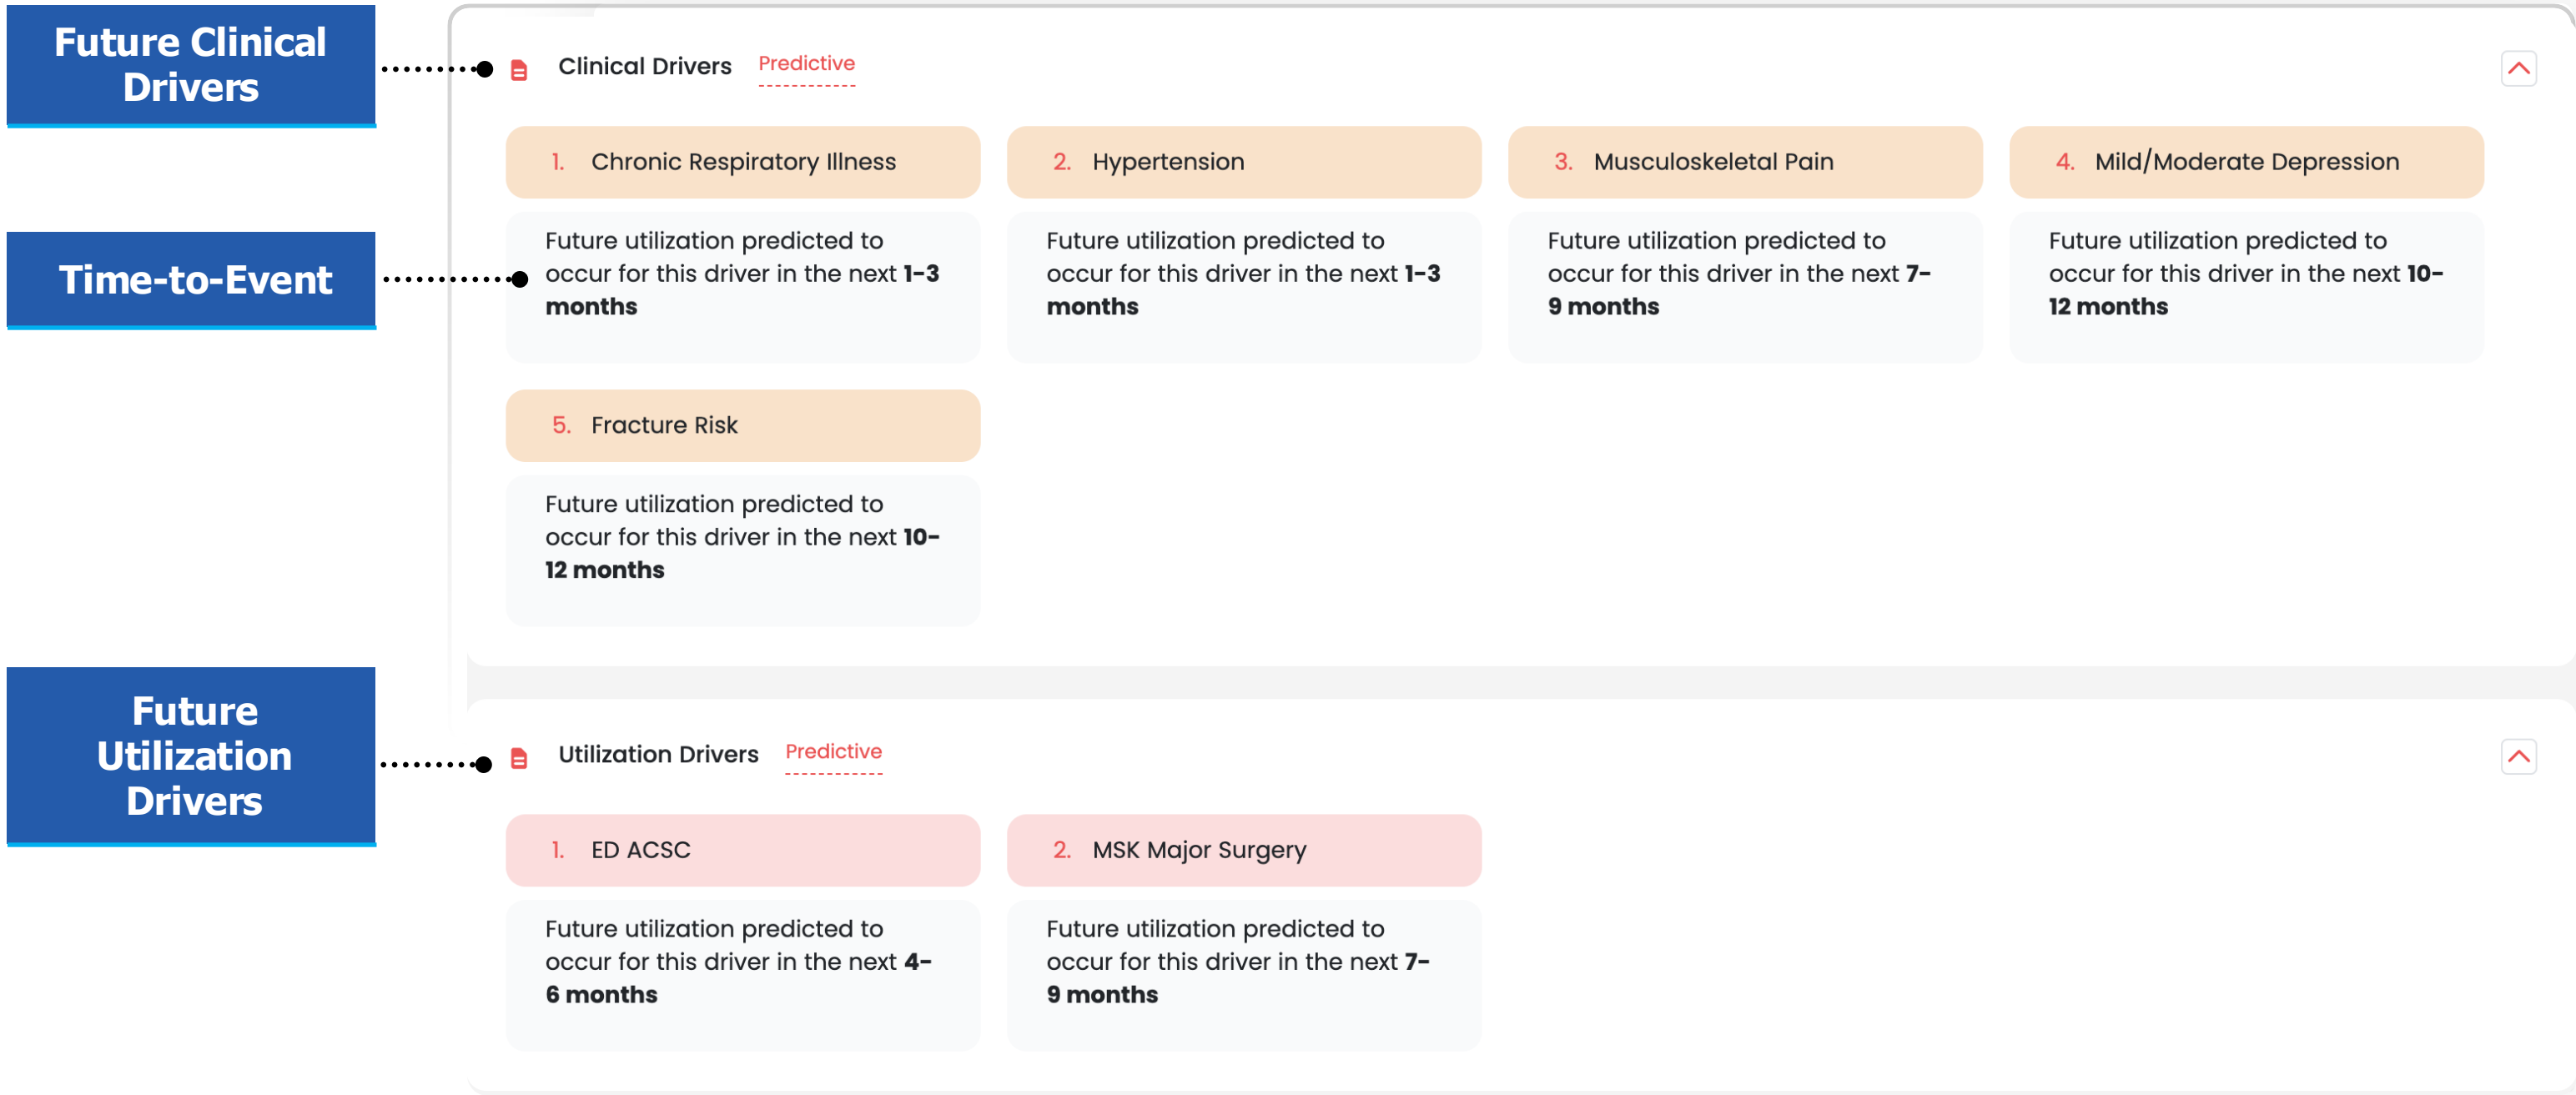 Future Clinical
Drivers
Clinical Drivers Predictive
1. Chronic Respiratory Illness
2. Hypertension
3. Musculoskeletal Pain
4. Mild/Moderate Depression
Time-to-Event
Future utilization predicted to
occur for this driver in the next 1-3
months
Future utilization predicted to
occur for this driver in the next 1-3
months
Future utilization predicted to
occur for this driver in the next 7-
9 months
Future utilization predicted to
occur for this driver in the next 10-
12 months
5. Fracture Risk
Future utilization predicted to
occur for this driver in the next 10-
12 months
Future
Utilization
Drivers
Utilization Drivers Predictive
1. ED ACSC
2. MSK Major Surgery
Future utilization predicted to
occur for this driver in the next 4-
6 months
Future utilization predicted to
occur for this driver in the next 7-
9 months